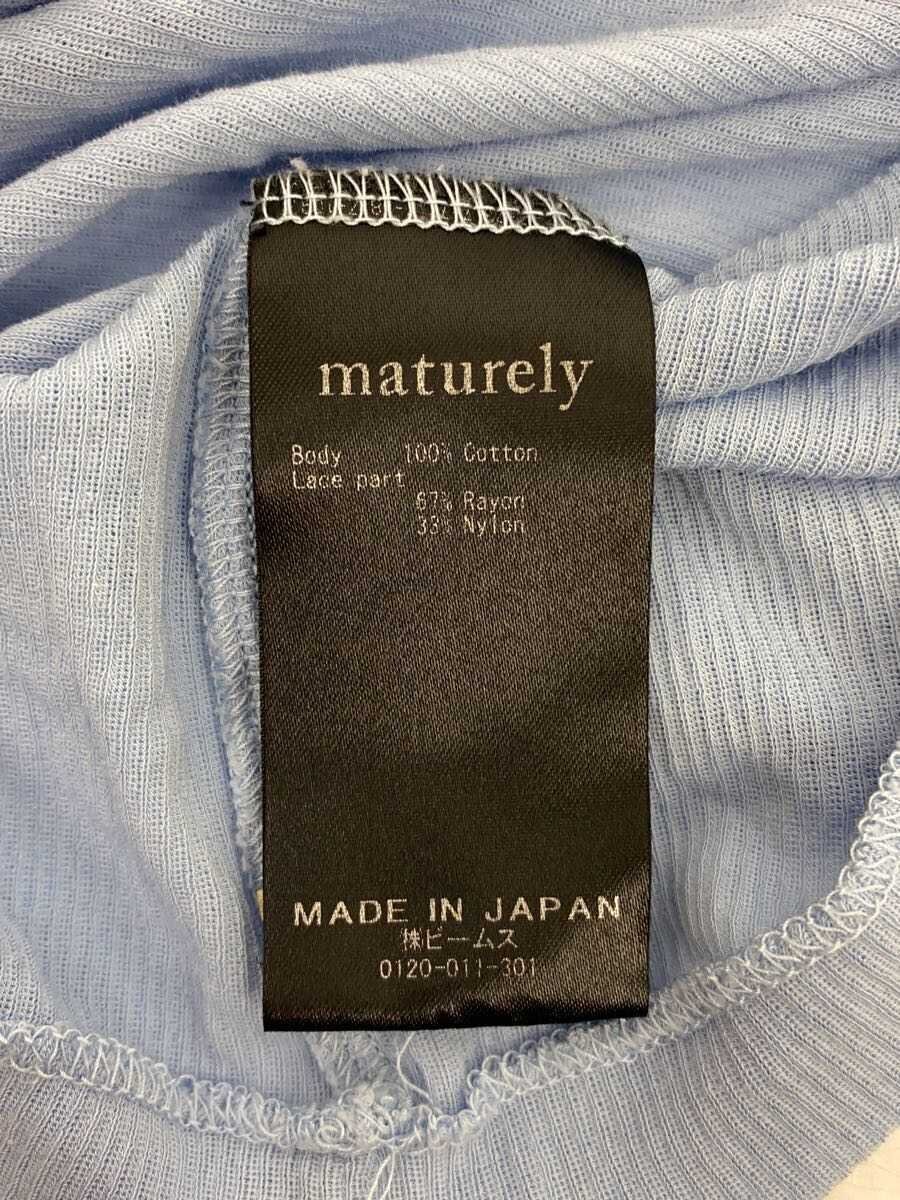 maturely
Body 100% Cotton
Lace part
67% Rayon
33% Nylon
MADE IN JAPAN
㈱ビームス
0120-011-301